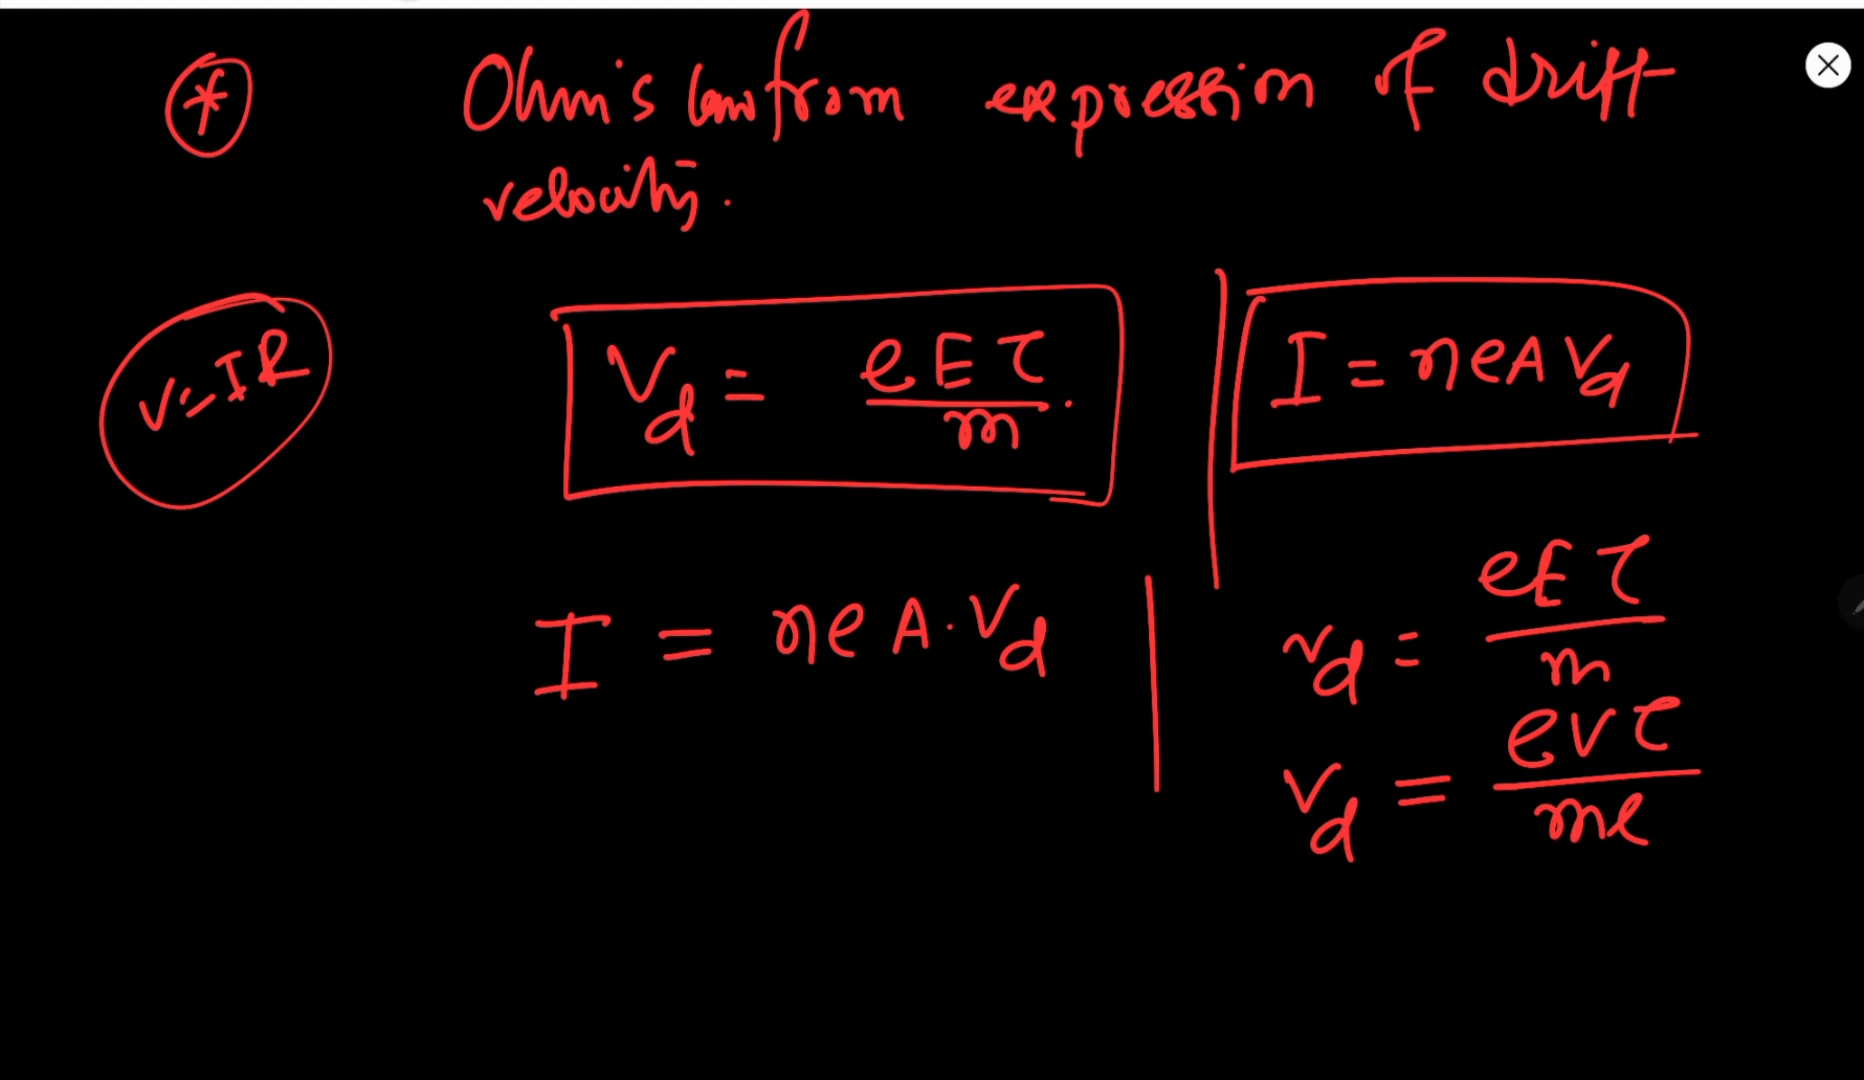 * Ohm's law from expression of drift
velocity.
V = IR
Vd = eEτ/m .
I = neAVd
I = neA.Vd
vd = eEτ/m
Vd = eVτ/ml